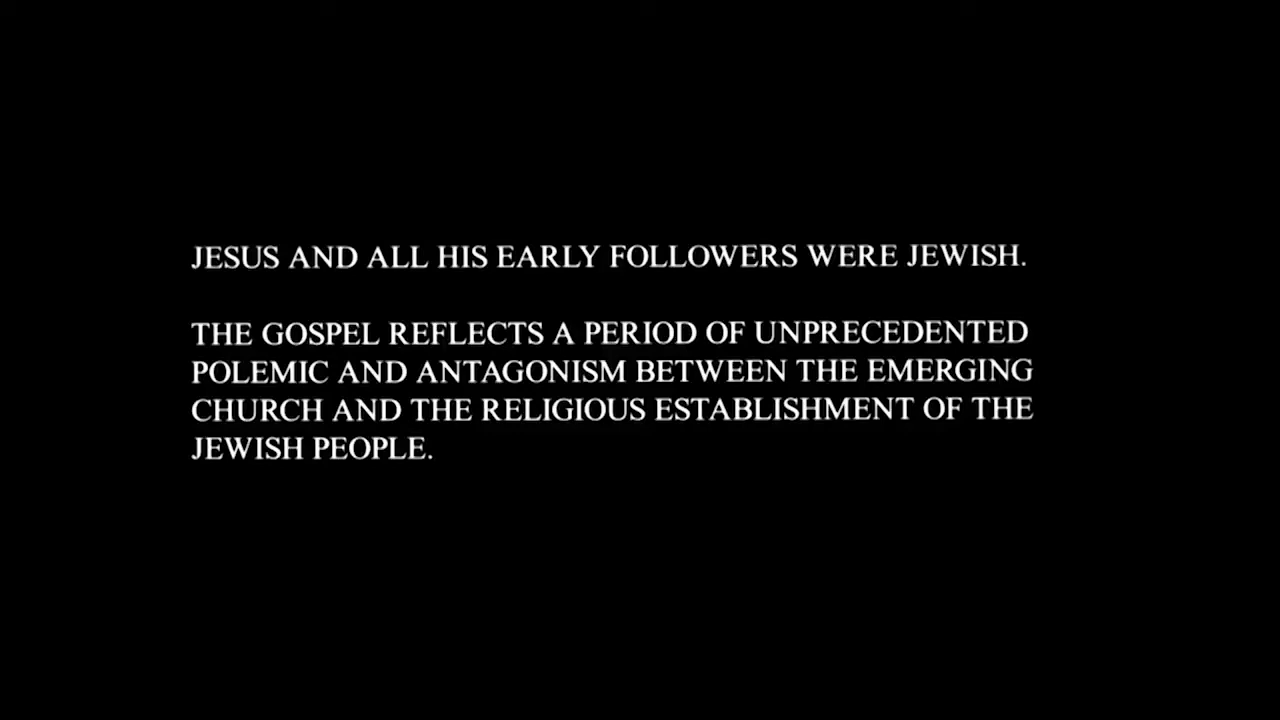 JESUS AND ALL HIS EARLY FOLLOWERS WERE JEWISH.
THE GOSPEL REFLECTS A PERIOD OF UNPRECEDENTED
POLEMIC AND ANTAGONISM BETWEEN THE EMERGING
CHURCH AND THE RELIGIOUS ESTABLISHMENT OF THE
JEWISH PEOPLE.